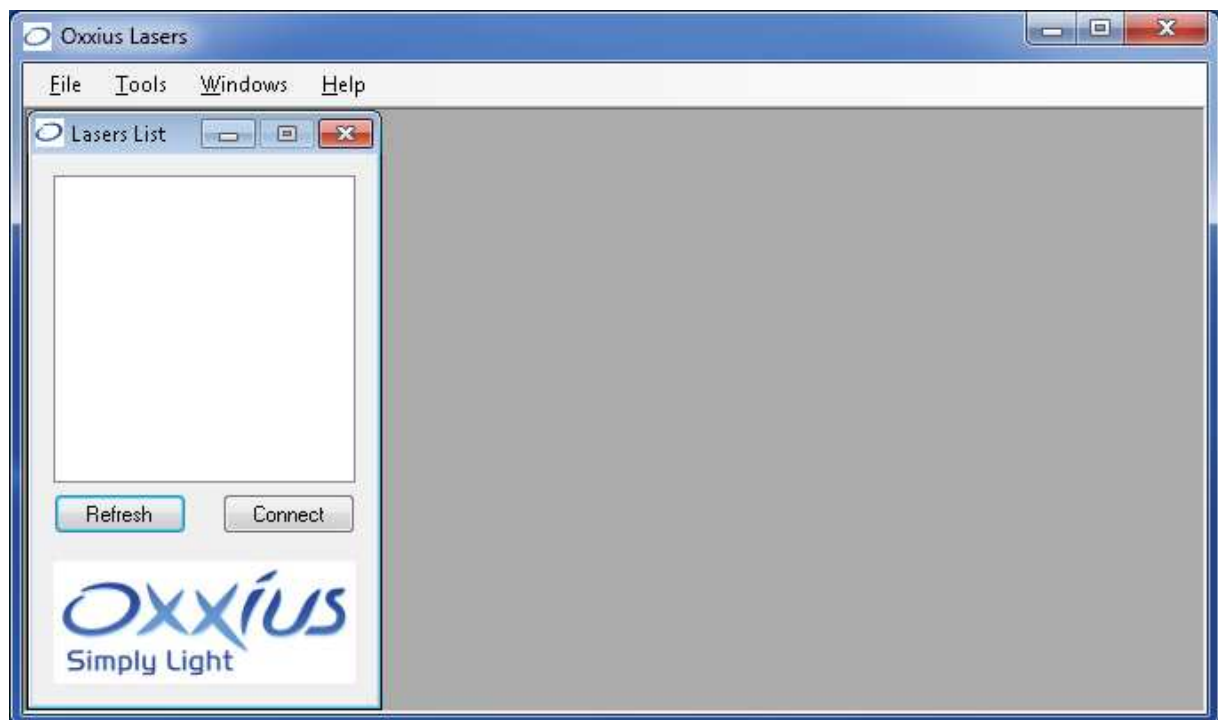 Oxxius Lasers
File Tools Windows Help
Lasers List
Refresh Connect
OXXIUS
Simply Light